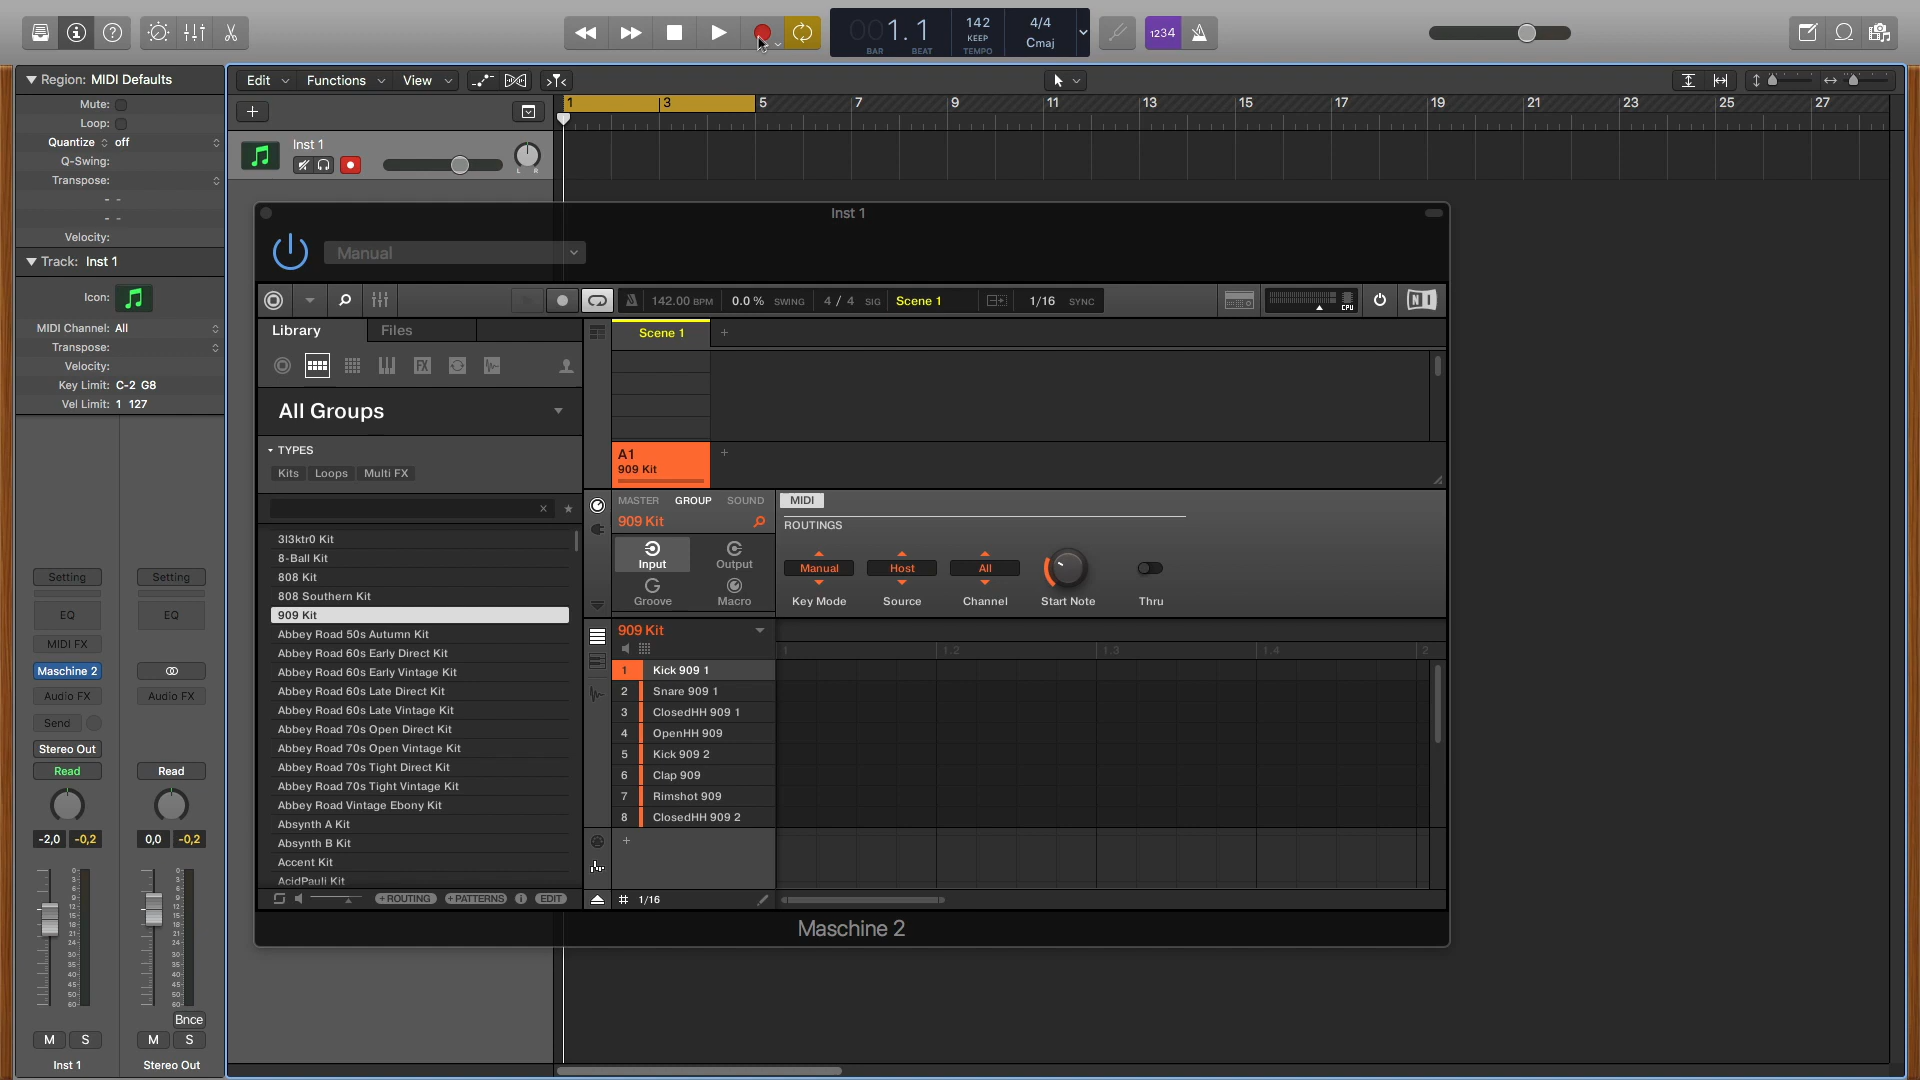 001.1
BAR
BEAT
142
KEEP
TEMPO
4/4
Cmaj
1234
Region: MIDI Defaults
Mute:
Loop:
Quantize off
Q-Swing:
Transpose:
Velocity:
Track: Inst 1
Icon:
MIDI Channel: All
Transpose:
Velocity:
Key Limit: C-2 G8
Vel Limit: 1 127
Edit
Functions
View
1 3 5 7 9 11 13 15 17 19 21 23 25 27
Inst 1
L R
Inst 1
Manual
142.00 BPM
0.0 % SWING
4 / 4 SIG
Scene 1
1/16 SYNC
CPU
NI
Library
Files
Scene 1
FX
All Groups
TYPES
Kits
Loops
Multi FX
A1
909 Kit
3l3ktr0 Kit
8-Ball Kit
808 Kit
808 Southern Kit
909 Kit
Abbey Road 50s Autumn Kit
Abbey Road 60s Early Direct Kit
Abbey Road 60s Early Vintage Kit
Abbey Road 60s Late Direct Kit
Abbey Road 60s Late Vintage Kit
Abbey Road 70s Open Direct Kit
Abbey Road 70s Open Vintage Kit
Abbey Road 70s Tight Direct Kit
Abbey Road 70s Tight Vintage Kit
Abbey Road Vintage Ebony Kit
Absynth A Kit
Absynth B Kit
Accent Kit
AcidPauli Kit
+ROUTING
+PATTERNS
EDIT
MASTER
GROUP
SOUND
909 Kit
Input
Output
Groove
Macro
MIDI
ROUTINGS
Manual
Host
All
Key Mode
Source
Channel
Start Note
Thru
909 Kit
1 1.2 1.3 1.4 2
1 Kick 909 1
2 Snare 909 1
3 ClosedHH 909 1
4 OpenHH 909
5 Kick 909 2
6 Clap 909
7 Rimshot 909
8 ClosedHH 909 2
1/16
Maschine 2
Setting
EQ
MIDI FX
Maschine 2
Audio FX
Send
Stereo Out
Read
-2,0 -0,2
M S
Inst 1
Setting
EQ
Audio FX
Read
0,0 -0,2
Bnce
M S
Stereo Out